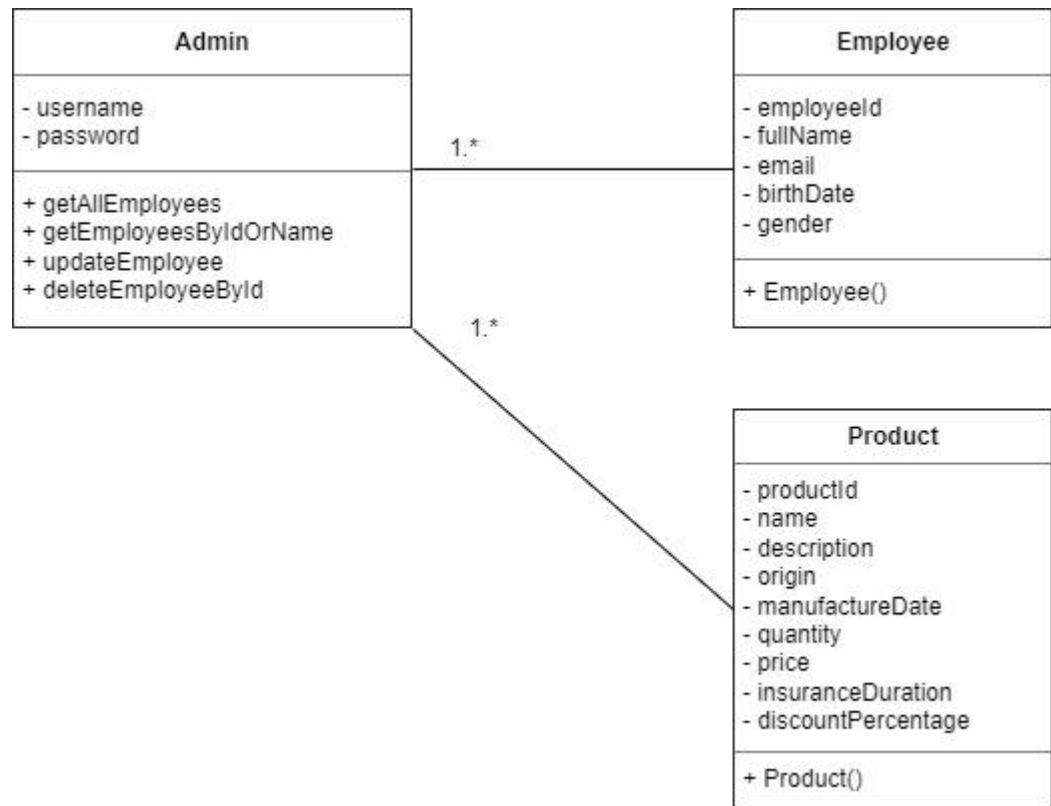 Admin
- username
- password
+ getAllEmployees
+ getEmployeesByIdOrName
+ updateEmployee
+ deleteEmployeeById
1.*
1.*
Employee
- employeeId
- fullName
- email
- birthDate
- gender
+ Employee()
Product
- productId
- name
- description
- origin
- manufactureDate
- quantity
- price
- insuranceDuration
- discountPercentage
+ Product()